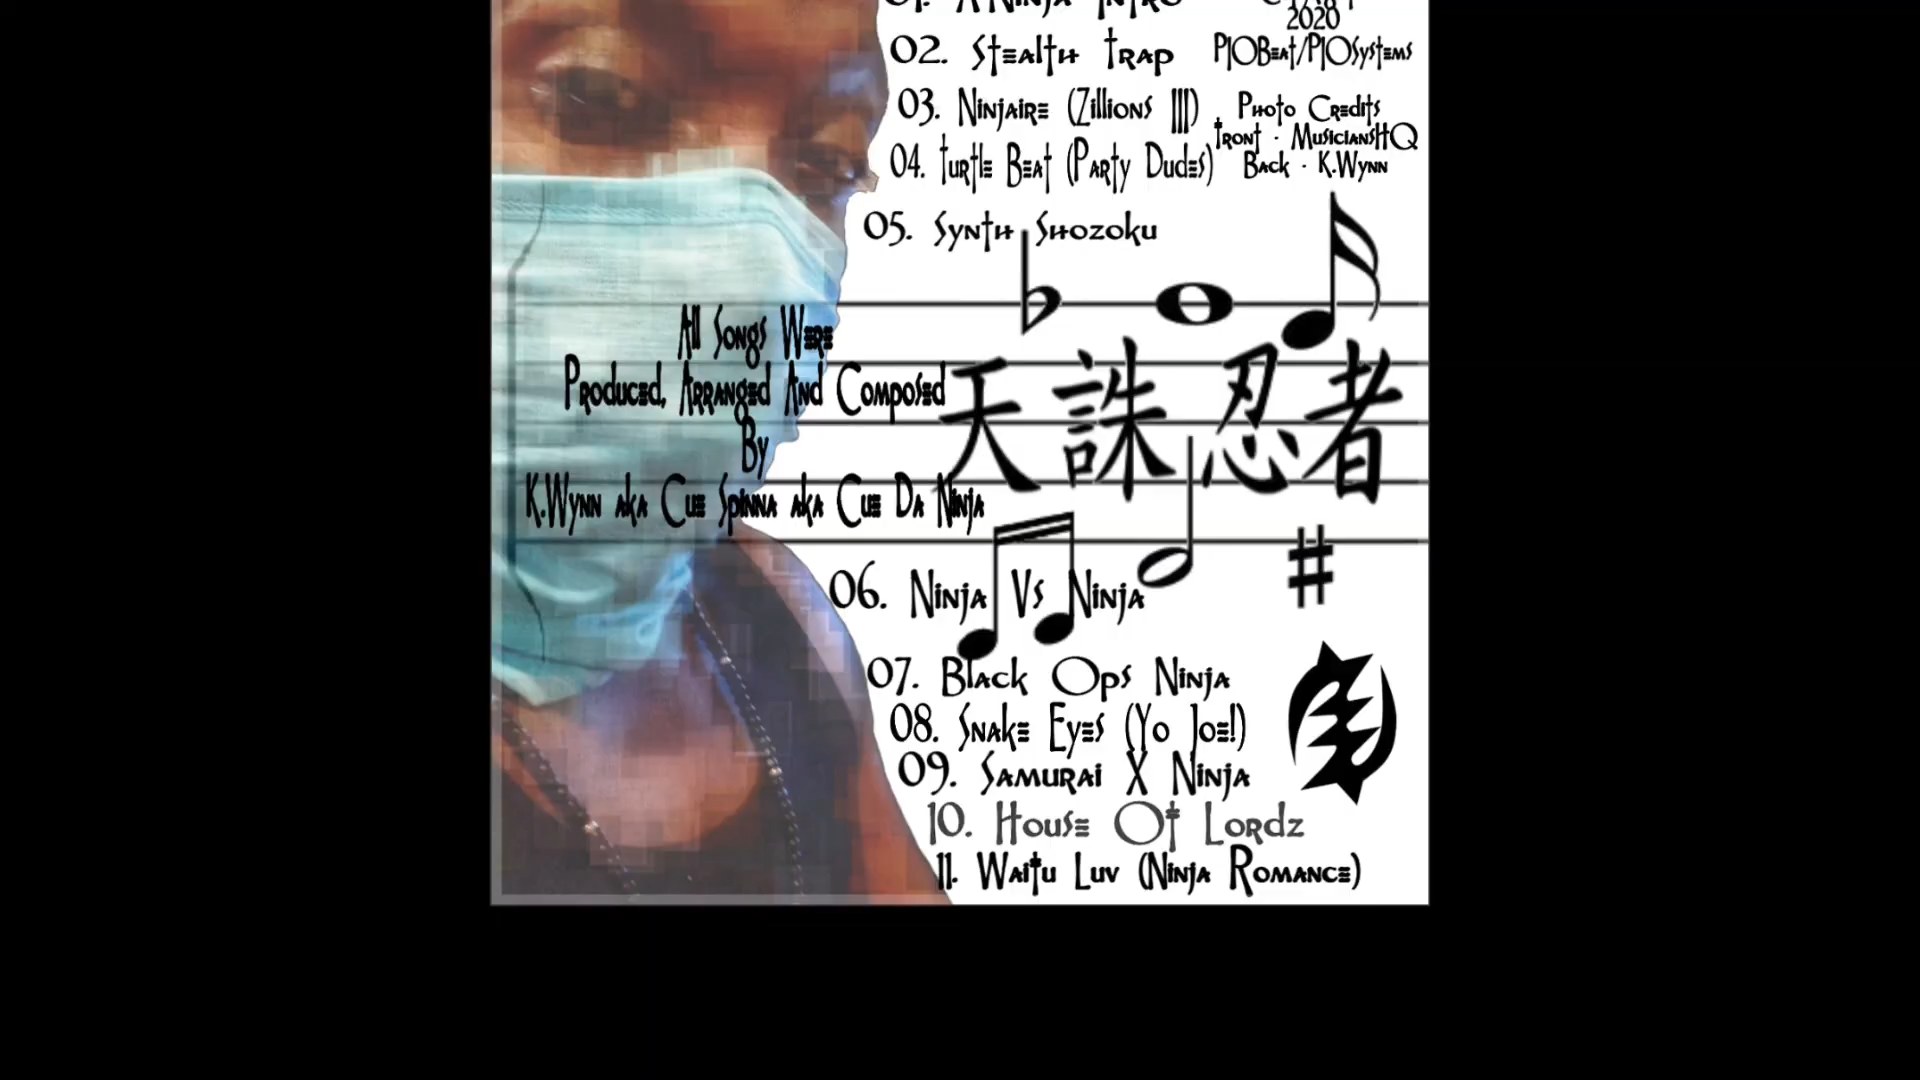 01. A Ninja Intro
2020
02. Stealth Trap
P1OBeat/P1OSystems
03. Ninjaire (Zillions III)
Photo Credits
Front - MusiciansHQ
04. Turtle Beat (Party Dudes)
Back - K.Wynn
05. Synth Shozoku
All Songs Were
Produced, Arranged And Composed
By
K.Wynn aka Cue Spinna aka Cue Da Ninja
天誅忍者
06. Ninja Vs Ninja
07. Black Ops Ninja
08. Snake Eyes (Yo Joe!)
09. Samurai X Ninja
10. House Of Lordz
11. Waifu Luv (Ninja Romance)